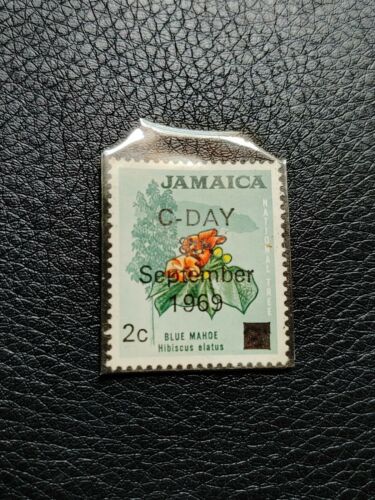 JAMAICA
C-DAY
NATIONAL TREE
September
1969
2c
BLUE MAHOE
Hibiscus elatus